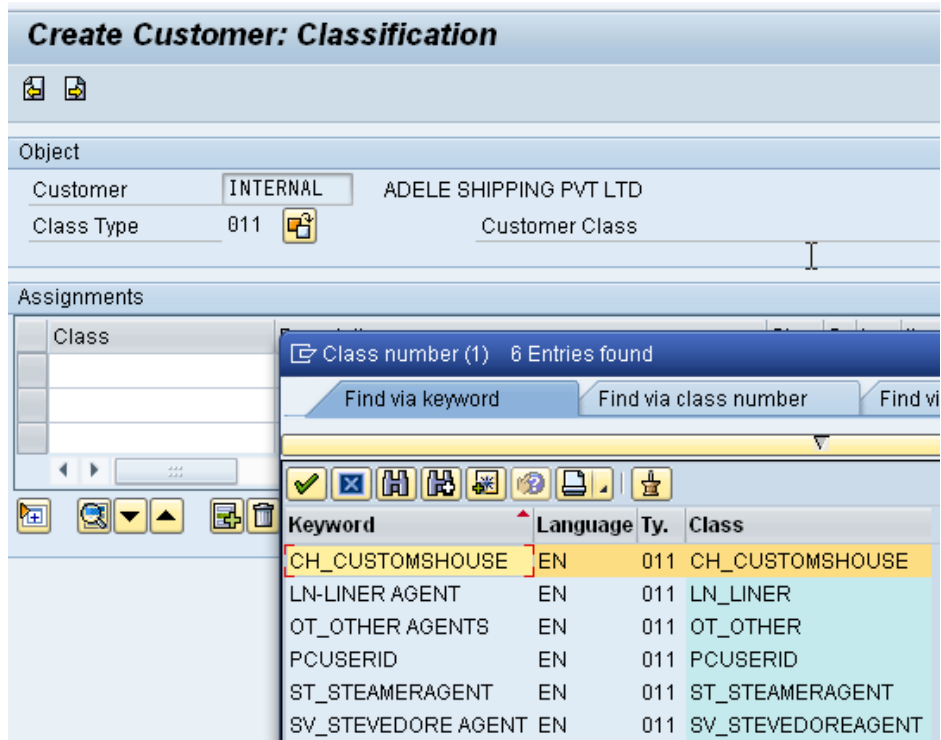 Create Customer: Classification
Object
Customer INTERNAL ADELE SHIPPING PVT LTD
Class Type 011 Customer Class
Assignments
Class
Class number (1) 6 Entries found
Find via keyword Find via class number Find vi
Keyword Language Ty. Class
CH_CUSTOMSHOUSE EN 011 CH_CUSTOMSHOUSE
LN-LINER AGENT EN 011 LN_LINER
OT_OTHER AGENTS EN 011 OT_OTHER
PCUSERID EN 011 PCUSERID
ST_STEAMERAGENT EN 011 ST_STEAMERAGENT
SV_STEVEDORE AGENT EN 011 SV_STEVEDOREAGENT